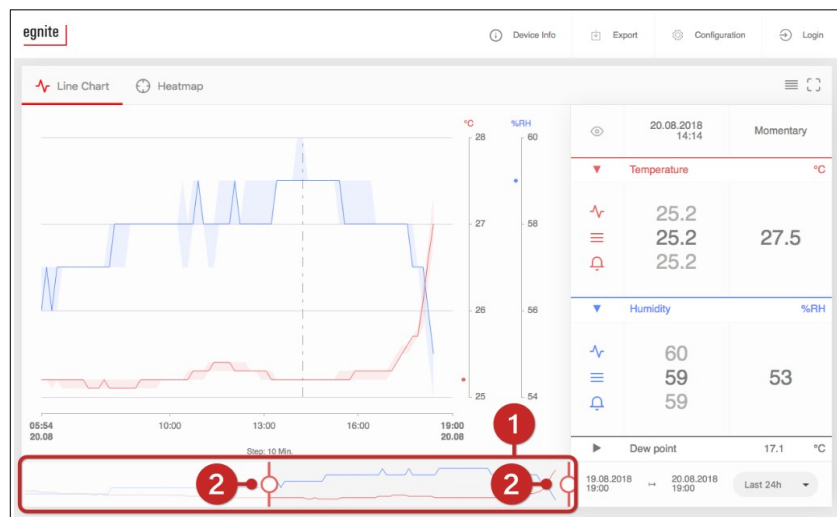 egnite
Device Info
Export
Configuration
Login
Line Chart
Heatmap
°C
%RH
28
60
27
58
26
56
25
54
05:54
20.08
10:00
13:00
16:00
19:00
20.08
Step: 10 Min.
1
2
2
20.08.2018
14:14
Momentary
Temperature
°C
25.2
25.2
25.2
27.5
Humidity
%RH
60
59
59
53
Dew point
17.1
°C
19.08.2018
19:00
↦
20.08.2018
19:00
Last 24h